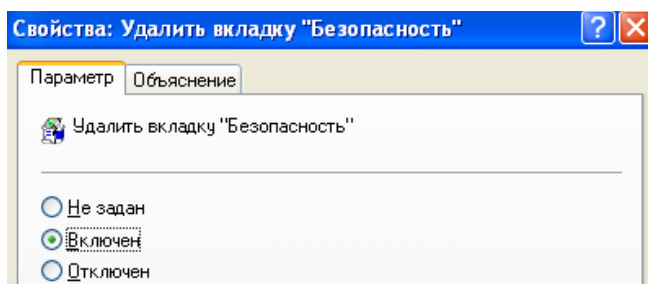 Свойства: Удалить вкладку "Безопасность"
Параметр Объяснение
Удалить вкладку "Безопасность"
Не задан
Включен
Отключен